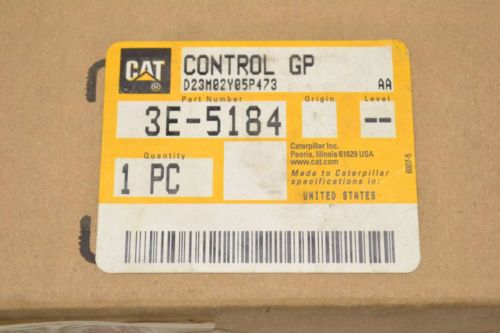 CAT
®
CONTROL GP
D23M02Y05P473 AA
Part Number Origin Level
3E-5184 --
Quantity
1 PC
Caterpillar Inc.
Peoria, Illinois 61629 USA
www.cat.com
Made to Caterpillar
specifications in:
UNITED STATES
6007-5